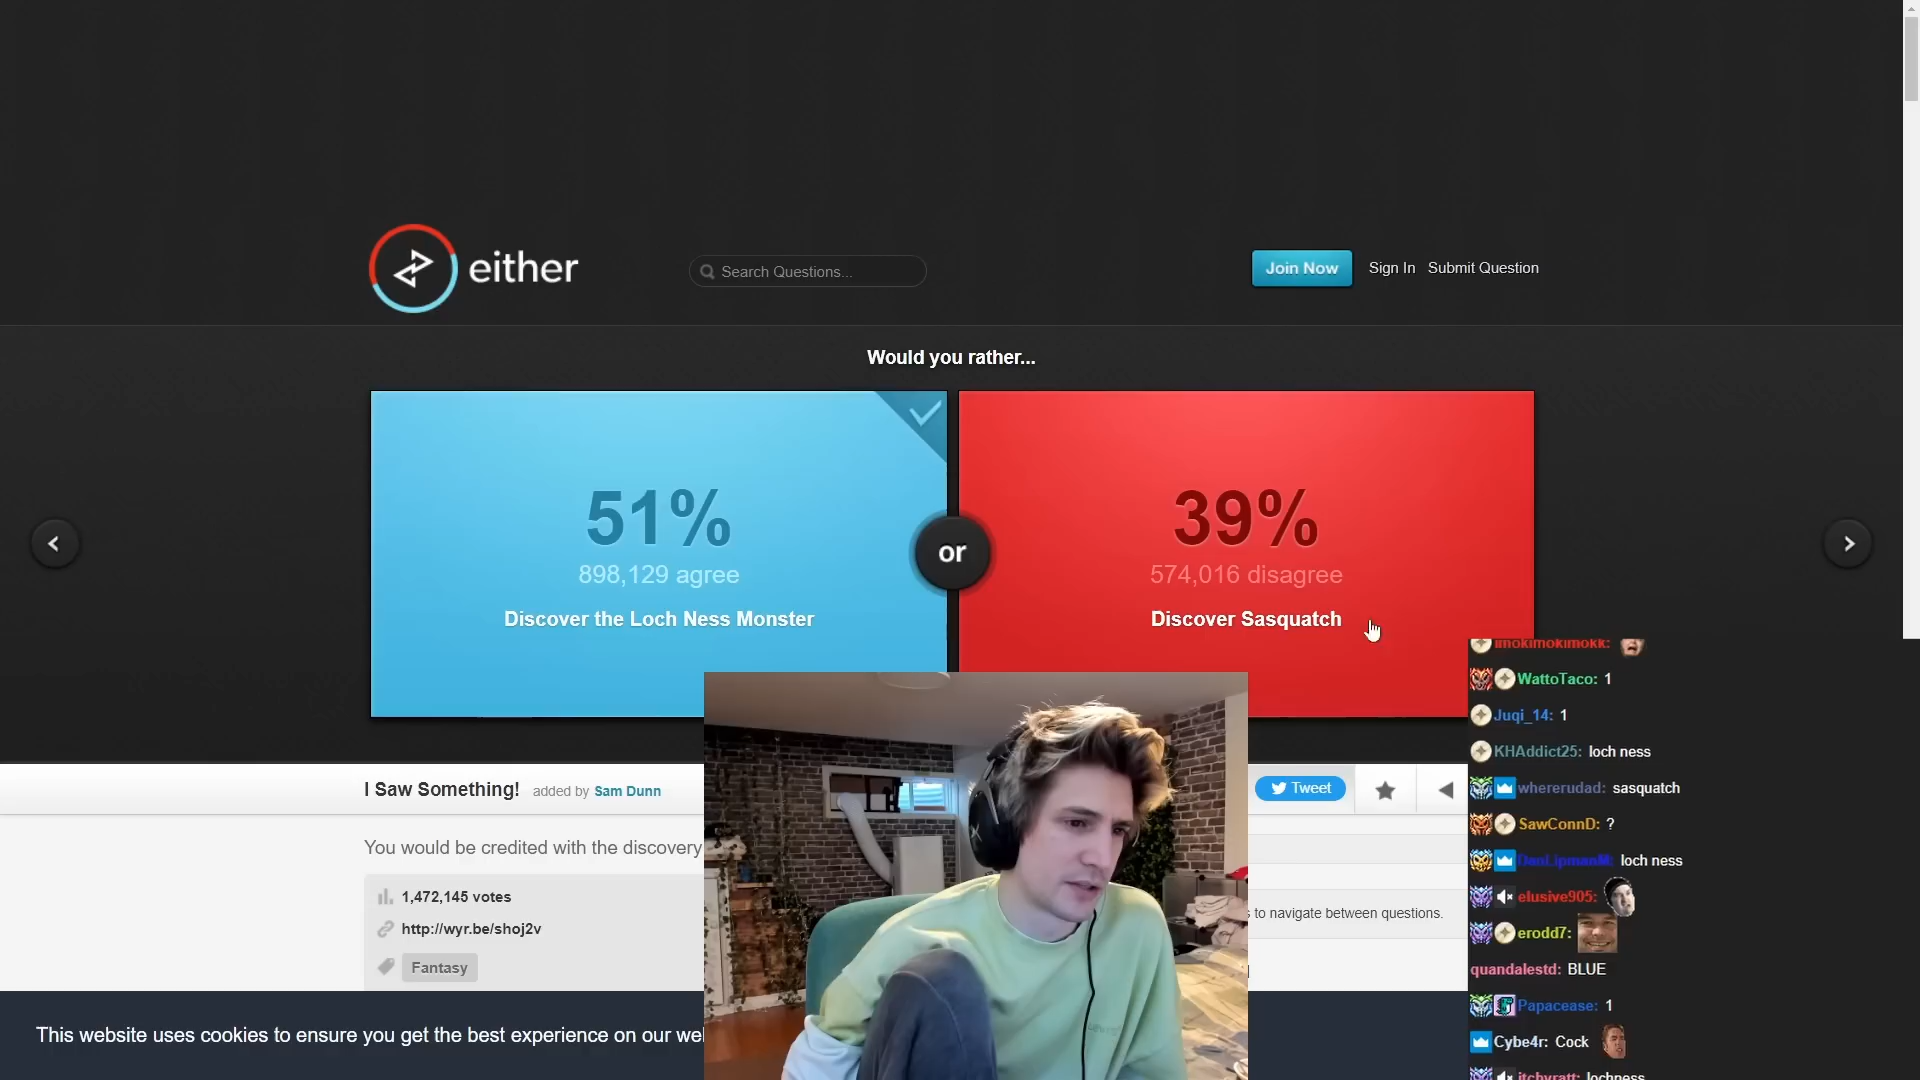 either
Search Questions...
Join Now
Sign In
Submit Question
Would you rather...
51%
898,129 agree
Discover the Loch Ness Monster
or
39%
574,016 disagree
Discover Sasquatch
I Saw Something!
added by Sam Dunn
Tweet
You would be credited with the discovery
1,472,145 votes
http://wyr.be/shoj2v
Fantasy
to navigate between questions.
This website uses cookies to ensure you get the best experience on our
WattoTaco: 1
Juqi_14: 1
KHAddict25: loch ness
whererudad: sasquatch
SawConnD: ?
DanLipmanM: loch ness
elusive905:
erodd7:
quandalestd: BLUE
Papacease: 1
Cybe4r: Cock
itchyratt: lochness